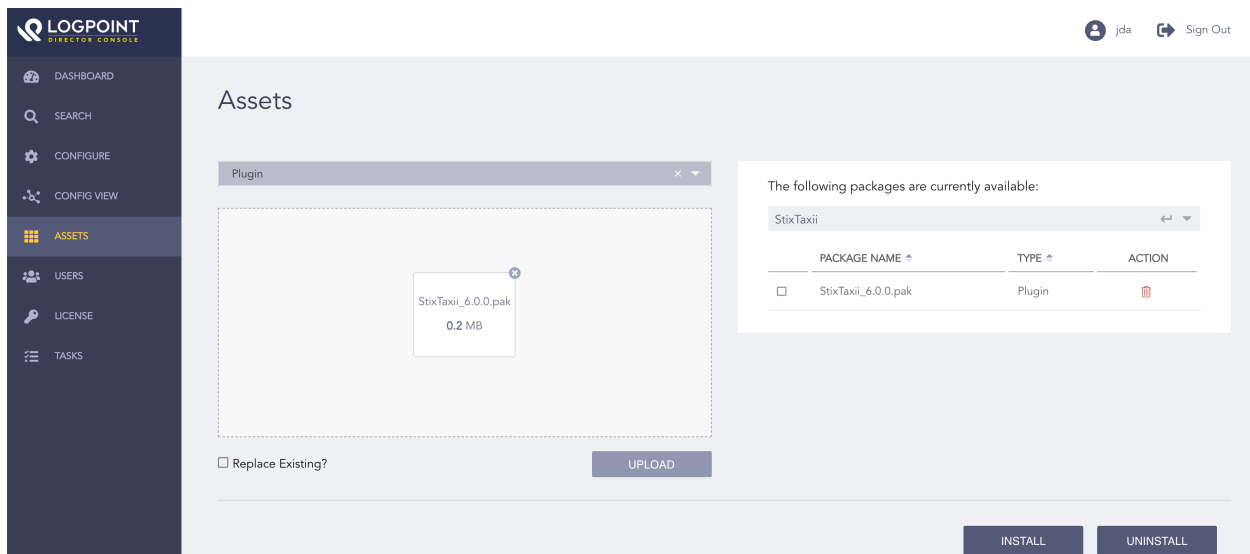 LOGPOINT
DIRECTOR CONSOLE
jda
Sign Out
DASHBOARD
SEARCH
CONFIGURE
CONFIG VIEW
ASSETS
USERS
LICENSE
TASKS
Assets
Plugin
StixTaxii_6.0.0.pak
0.2 MB
Replace Existing?
UPLOAD
The following packages are currently available:
StixTaxii
PACKAGE NAME TYPE ACTION
StixTaxii_6.0.0.pak Plugin
INSTALL UNINSTALL